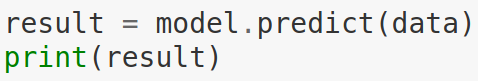 result = model.predict(data)
print(result)